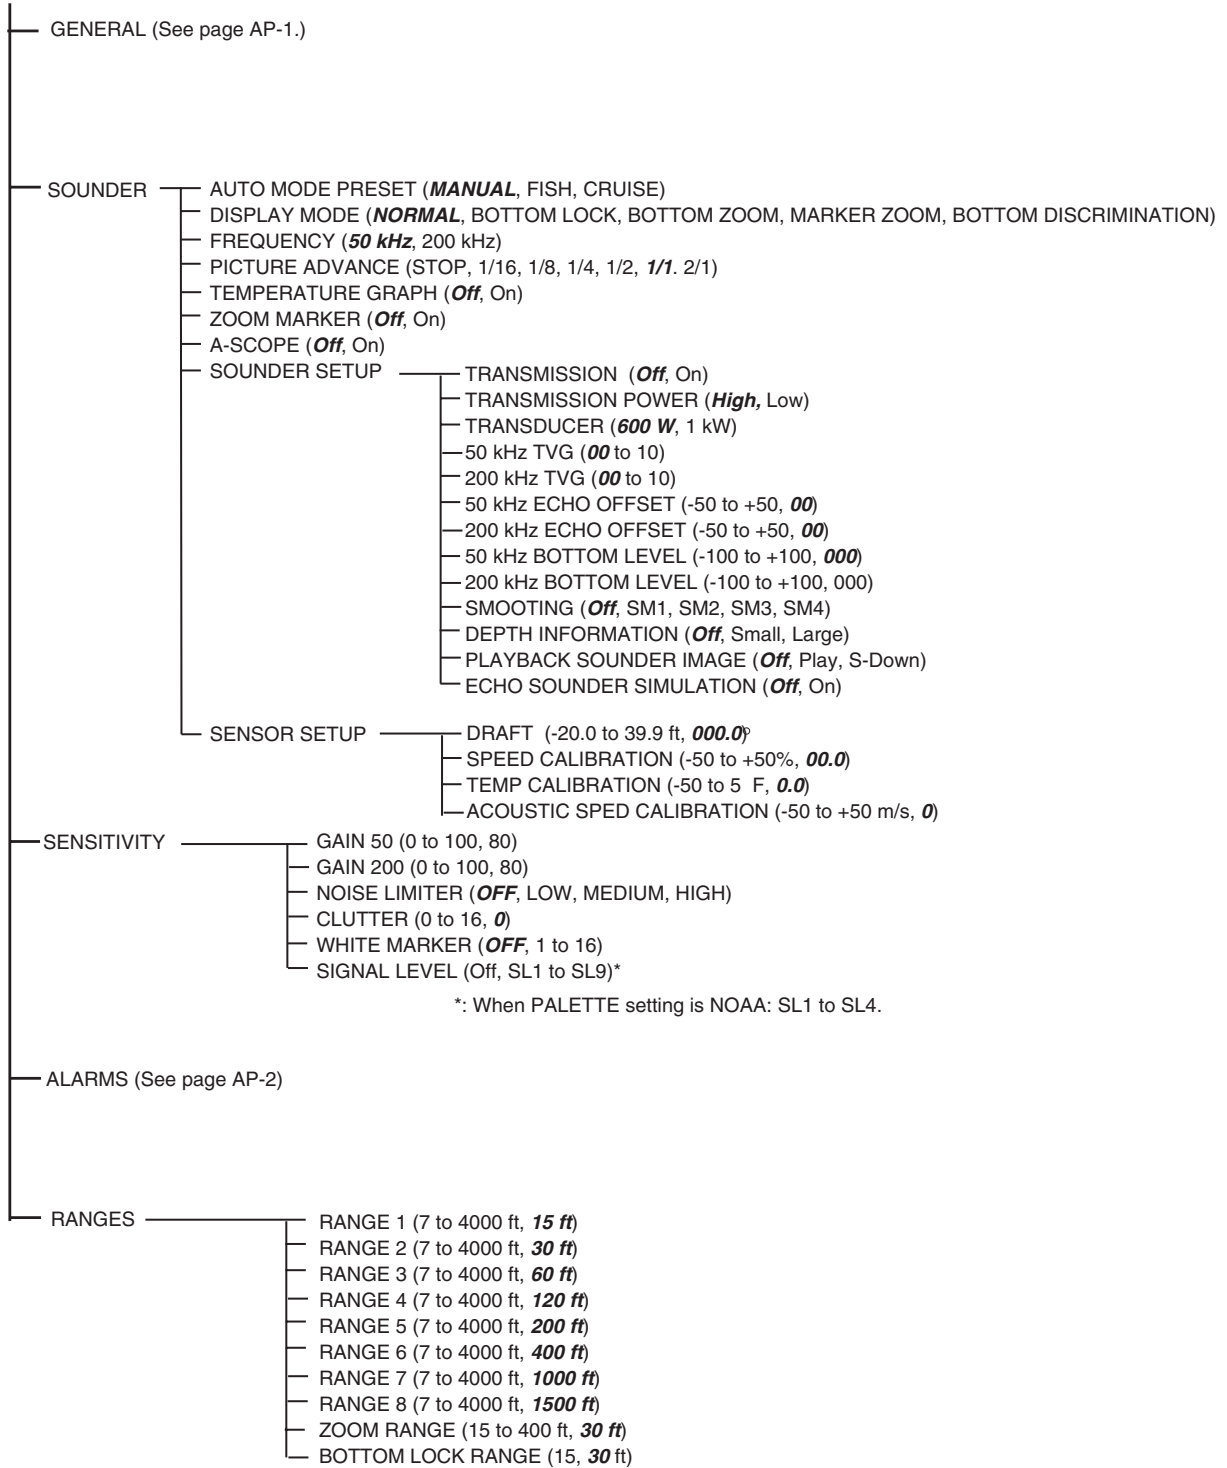 GENERAL (See page AP-1.)
SOUNDER
AUTO MODE PRESET (MANUAL, FISH, CRUISE)
DISPLAY MODE (NORMAL, BOTTOM LOCK, BOTTOM ZOOM, MARKER ZOOM, BOTTOM DISCRIMINATION)
FREQUENCY (50 kHz, 200 kHz)
PICTURE ADVANCE (STOP, 1/16, 1/8, 1/4, 1/2, 1/1. 2/1)
TEMPERATURE GRAPH (Off, On)
ZOOM MARKER (Off, On)
A-SCOPE (Off, On)
SOUNDER SETUP
TRANSMISSION (Off, On)
TRANSMISSION POWER (High, Low)
TRANSDUCER (600 W, 1 kW)
50 kHz TVG (00 to 10)
200 kHz TVG (00 to 10)
50 kHz ECHO OFFSET (-50 to +50, 00)
200 kHz ECHO OFFSET (-50 to +50, 00)
50 kHz BOTTOM LEVEL (-100 to +100, 000)
200 kHz BOTTOM LEVEL (-100 to +100, 000)
SMOOTING (Off, SM1, SM2, SM3, SM4)
DEPTH INFORMATION (Off, Small, Large)
PLAYBACK SOUNDER IMAGE (Off, Play, S-Down)
ECHO SOUNDER SIMULATION (Off, On)
SENSOR SETUP
DRAFT (-20.0 to 39.9 ft, 000.0)°
SPEED CALIBRATION (-50 to +50%, 00.0)
TEMP CALIBRATION (-50 to 5 F, 0.0)
ACOUSTIC SPED CALIBRATION (-50 to +50 m/s, 0)
SENSITIVITY
GAIN 50 (0 to 100, 80)
GAIN 200 (0 to 100, 80)
NOISE LIMITER (OFF, LOW, MEDIUM, HIGH)
CLUTTER (0 to 16, 0)
WHITE MARKER (OFF, 1 to 16)
SIGNAL LEVEL (Off, SL1 to SL9)*
*: When PALETTE setting is NOAA: SL1 to SL4.
ALARMS (See page AP-2)
RANGES
RANGE 1 (7 to 4000 ft, 15 ft)
RANGE 2 (7 to 4000 ft, 30 ft)
RANGE 3 (7 to 4000 ft, 60 ft)
RANGE 4 (7 to 4000 ft, 120 ft)
RANGE 5 (7 to 4000 ft, 200 ft)
RANGE 6 (7 to 4000 ft, 400 ft)
RANGE 7 (7 to 4000 ft, 1000 ft)
RANGE 8 (7 to 4000 ft, 1500 ft)
ZOOM RANGE (15 to 400 ft, 30 ft)
BOTTOM LOCK RANGE (15, 30 ft)